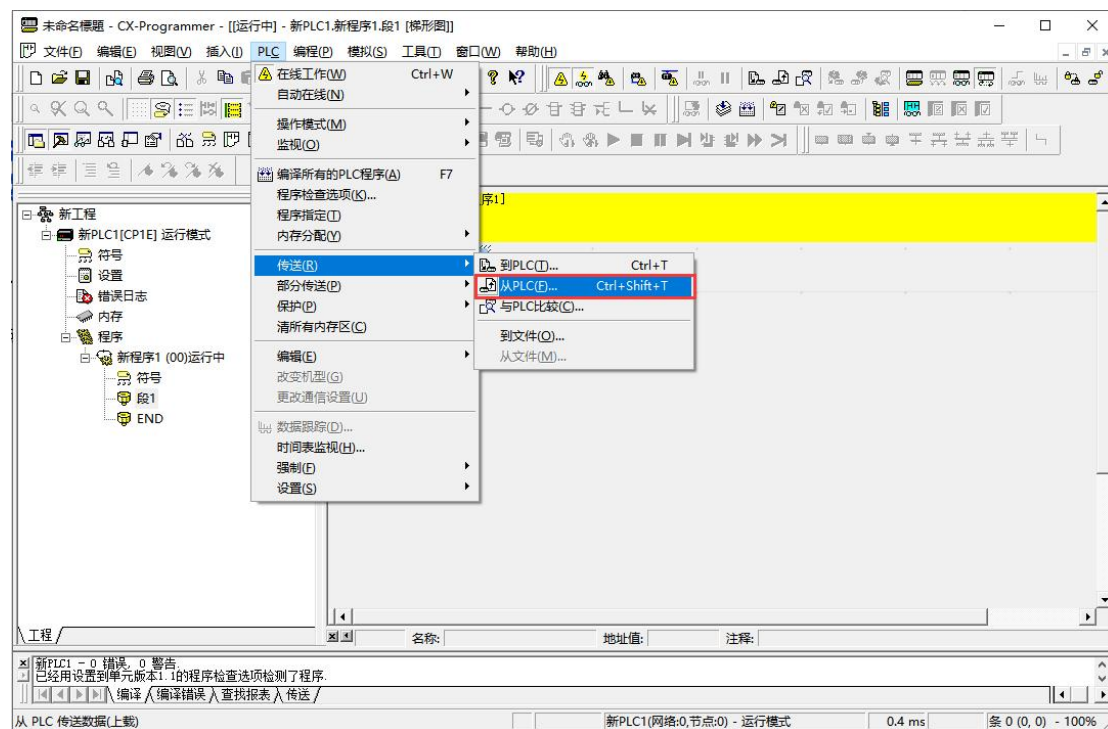 未命名標題 - CX-Programmer - [[运行中] - 新PLC1.新程序1.段1 [梯形图]]
文件(F) 编辑(E) 视图(V) 插入(I) PLC 编程(P) 模拟(S) 工具(T) 窗口(W) 帮助(H)
在线工作(W) Ctrl+W
自动在线(N)
操作模式(M)
监视(O)
编译所有的PLC程序(A) F7
程序检查选项(K)...
程序指定(T)
内存分配(Y)
传送(R)
部分传送(P)
保护(P)
清所有内存区(C)
编辑(E)
改变机型(G)
更改通信设置(U)
数据跟踪(D)...
时间表监视(H)...
强制(F)
设置(S)
到PLC(T)... Ctrl+T
从PLC(F)... Ctrl+Shift+T
与PLC比较(C)...
到文件(O)...
从文件(M)...
序1]
新工程
新PLC1[CP1E] 运行模式
符号
设置
错误日志
内存
程序
新程序1 (00)运行中
符号
段1
END
工程
名称: 地址值: 注释:
新PLC1 - 0 错误, 0 警告.
已经用设置到单元版本1.1的程序检查选项检测了程序.
编译 编译错误 查找报表 传送
从 PLC 传送数据(上载) 新PLC1(网络:0,节点:0) - 运行模式 0.4 ms 条 0 (0, 0) - 100%